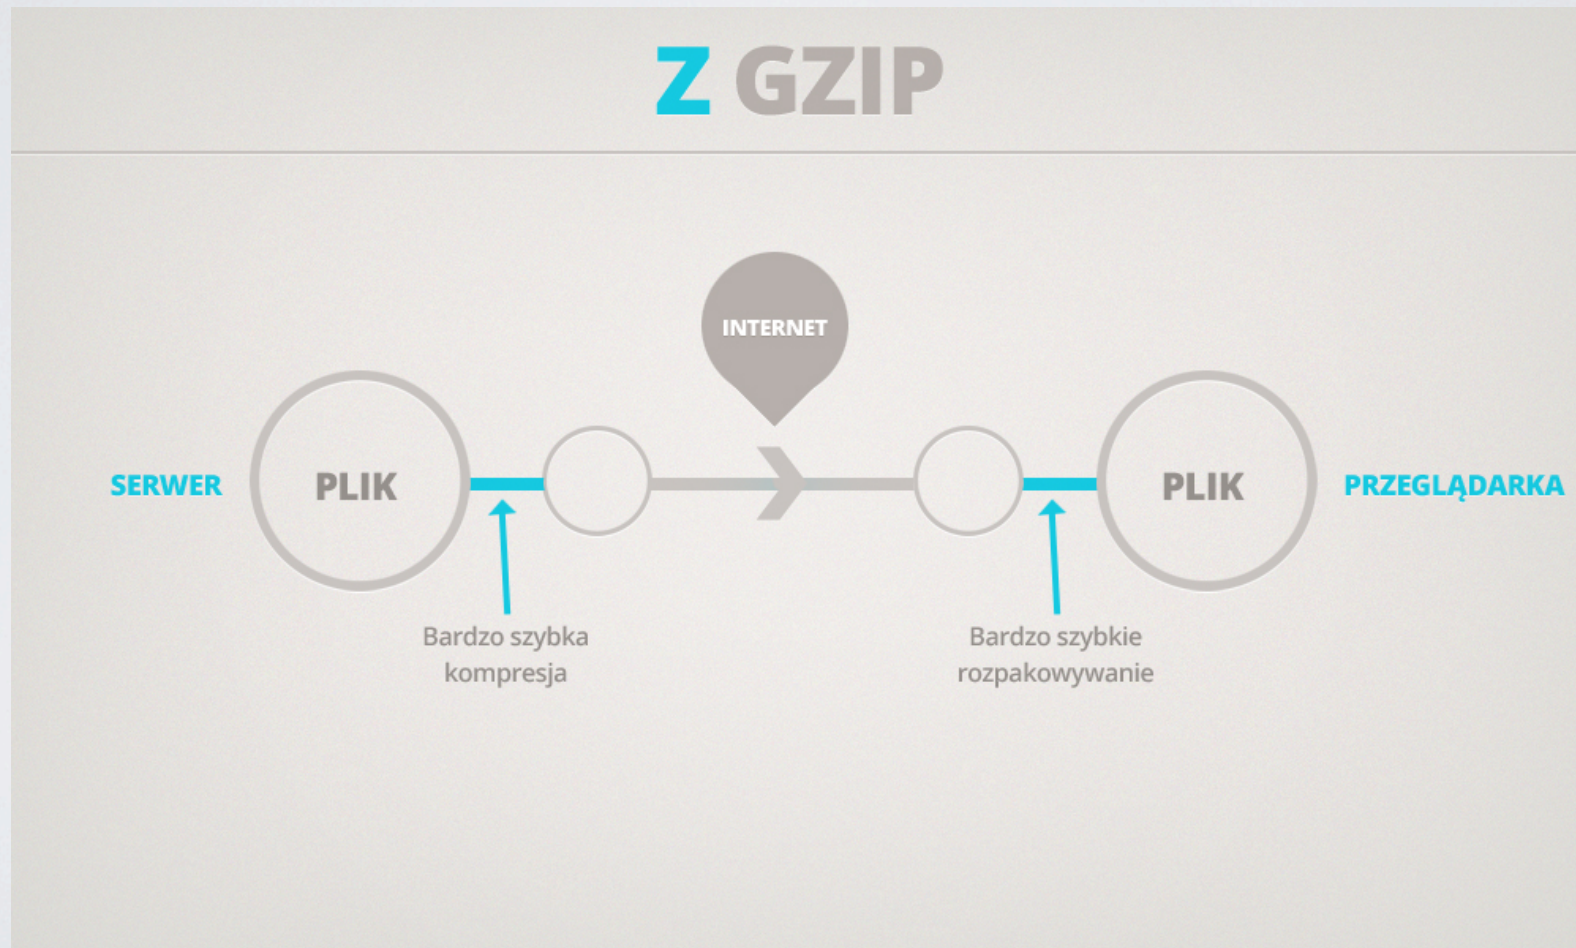 Z GZIP
INTERNET
SERWER
PLIK
PLIK
PRZEGLĄDARKA
Bardzo szybka
kompresja
Bardzo szybkie
rozpakowywanie